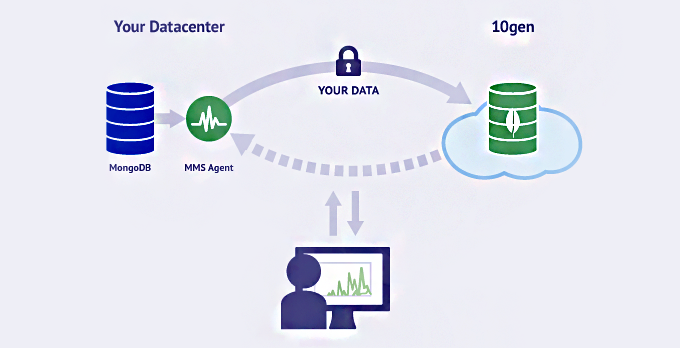 Your Datacenter
10gen
YOUR DATA
MongoDB
MMS Agent